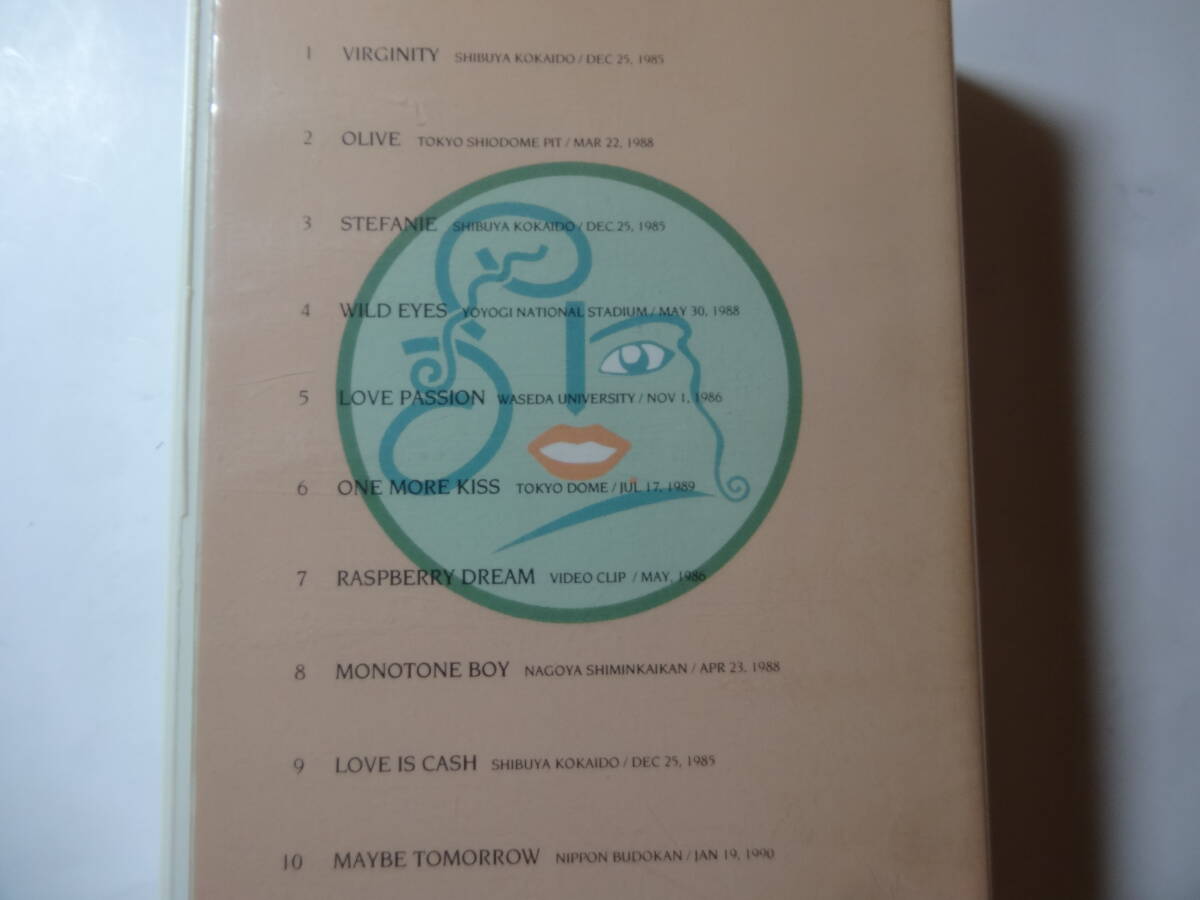 1 VIRGINITY SHIBUYA KOKAIDO / DEC 25, 1985
2 OLIVE TOKYO SHIODOME PIT / MAR 22, 1988
3 STEFANIE SHIBUYA KOKAIDO / DEC 25, 1985
4 WILD EYES YOYOGI NATIONAL STADIUM / MAY 30, 1988
5 LOVE PASSION WASEDA UNIVERSITY / NOV 1, 1986
6 ONE MORE KISS TOKYO DOME / JUL 17, 1989
7 RASPBERRY DREAM VIDEO CLIP / MAY, 1986
8 MONOTONE BOY NAGOYA SHIMINKAIKAN / APR 23, 1988
9 LOVE IS CASH SHIBUYA KOKAIDO / DEC 25, 1985
10 MAYBE TOMORROW NIPPON BUDOKAN / JAN 19, 1990